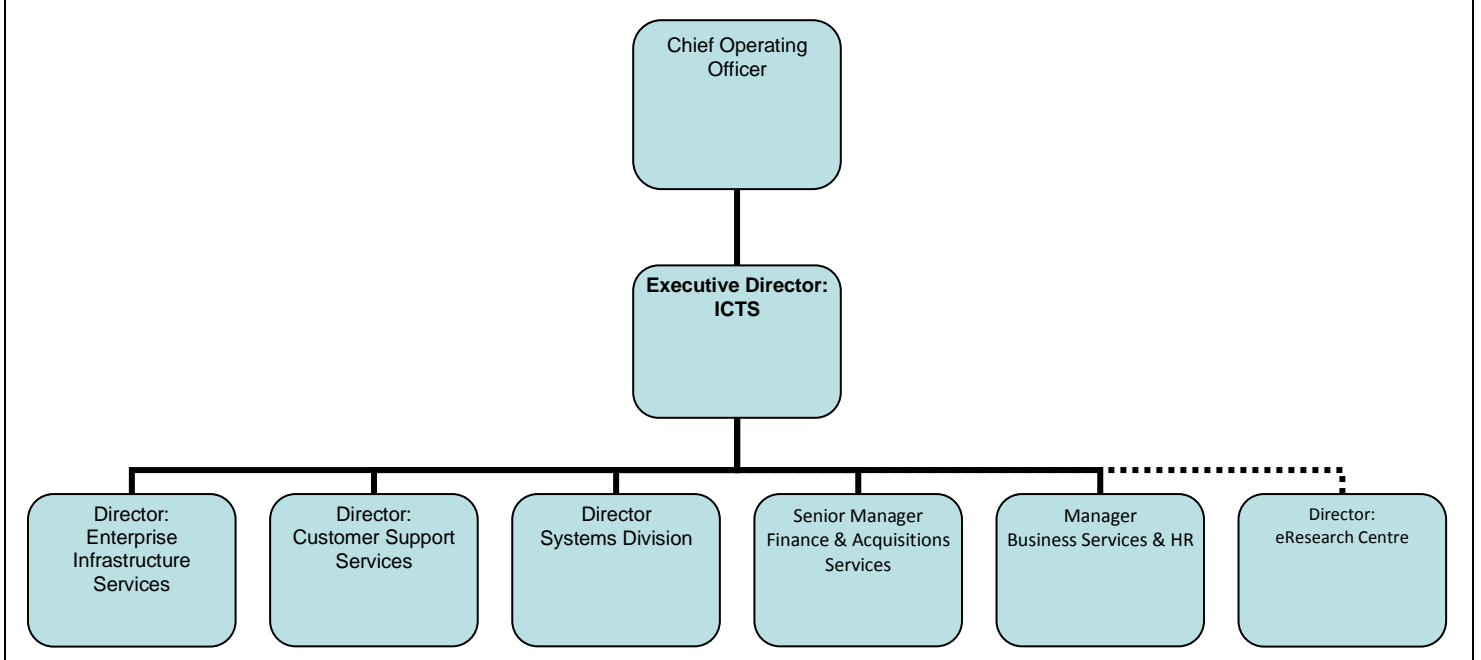 Chief Operating
Officer
Executive Director:
ICTS
Director:
Enterprise
Infrastructure
Services
Director:
Customer Support
Services
Director
Systems Division
Senior Manager
Finance & Acquisitions
Services
Manager
Business Services & HR
Director:
eResearch Centre